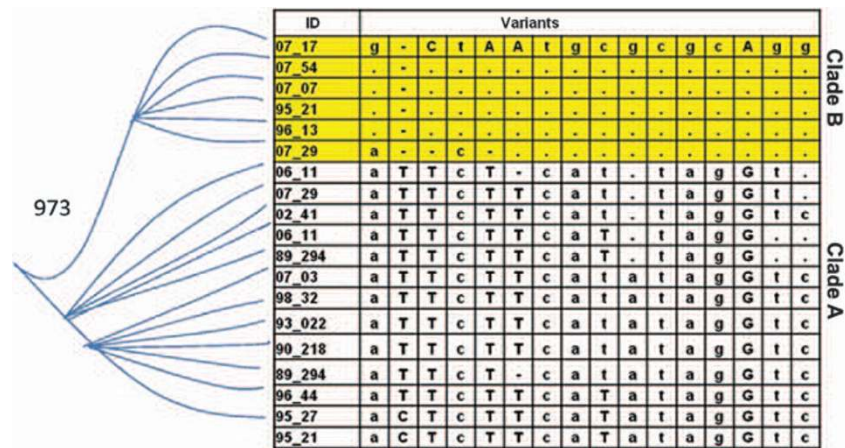 ID Variants
07_17 g - C t A A t g c g c g c A g g
07_54 . - . . . . . . . . . . . . . .
07_07 . - . . . . . . . . . . . . . .
95_21 . - . . . . . . . . . . . . . .
96_13 . - . . . . . . . . . . . . . .
07_29 a - - c - . . . . . . . . . . .
06_11 a T T c T - c a t . t a g G t .
07_29 a T T c T T c a t . t a g G t .
02_41 a T T c T T c a t . t a g G t c
06_11 a T T c T T c a T . t a g G . .
89_294 a T T c T T c a T . t a g G . .
07_03 a T T c T T c a t a t a g G t c
98_32 a T T c T T c a t a t a g G t c
93_022 a T T c T T c a t a t a g G t c
90_218 a T T c T T c a t a t a g G t c
89_294 a T T c T - c a t a t a g G t c
96_44 a T T c T T c a T a t a g G t c
95_27 a C T c T T c a T a t a g G t c
95_21 a C T c T T c a T a t a g G t c
973
Clade B
Clade A